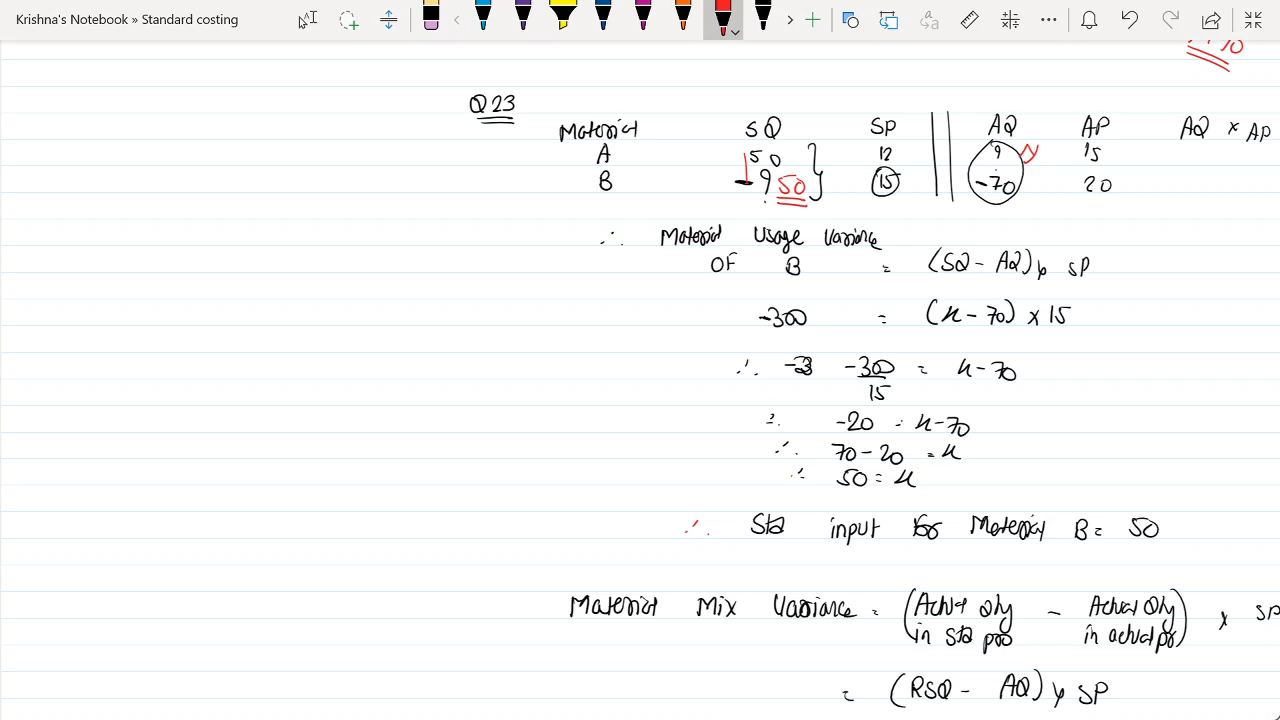 Krishna's Notebook » Standard costing
Q23
Material SQ SP AQ AP AQ × AP
A 50 12 ? 15
B ? 50 15 70 20
∴ Material Usage Variance
OF B = (SQ - AQ) × SP
-300 = (x - 70) × 15
∴ -300 = x - 70
15
∴ -20 = x - 70
∴ 70 - 20 = x
∴ 50 = x
∴ Std input for Material B = 50
Material Mix Variance = (Actual Qty - Actual Qty) × SP
in std pro in actual pr
= (RSQ - AQ) × SP